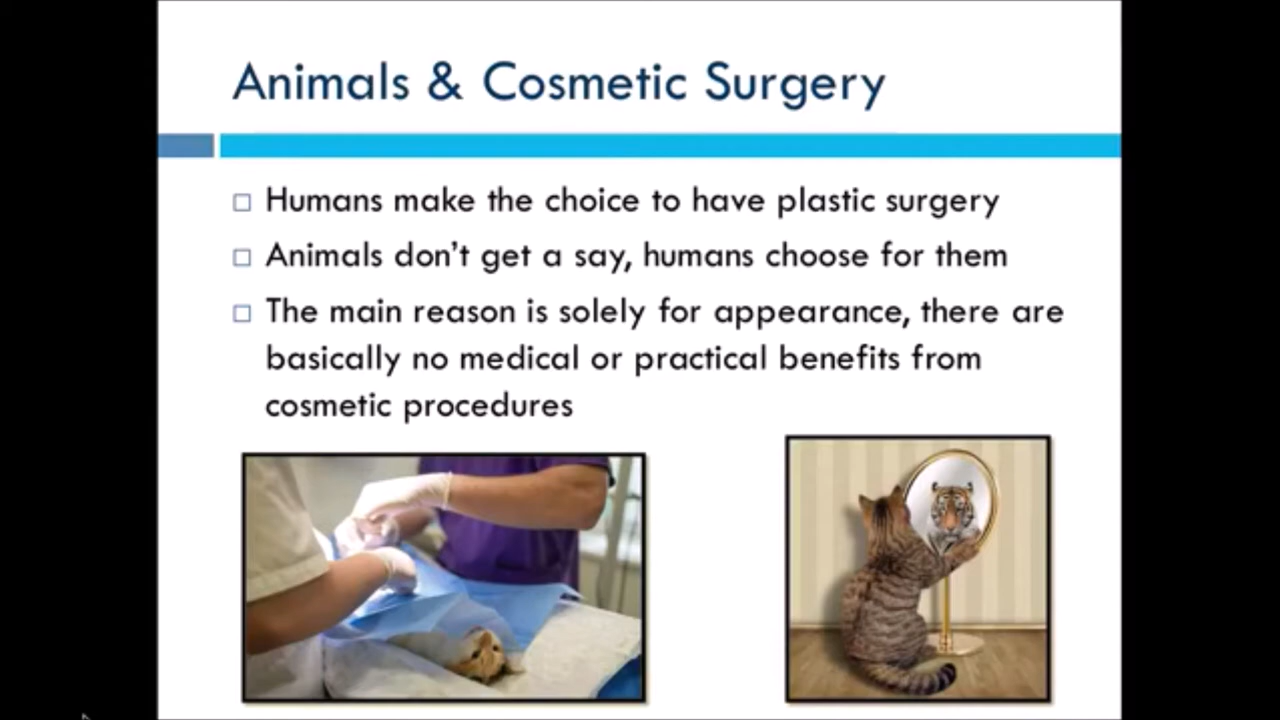 Animals & Cosmetic Surgery
Humans make the choice to have plastic surgery
Animals don't get a say, humans choose for them
The main reason is solely for appearance, there are
basically no medical or practical benefits from
cosmetic procedures